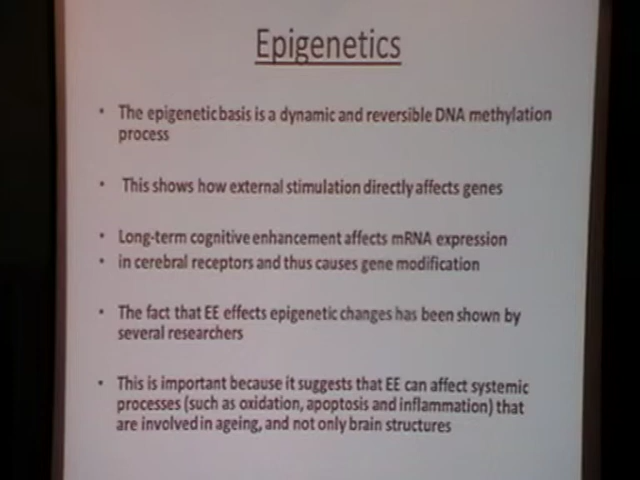 Epigenetics
• The epigenetic basis is a dynamic and reversible DNA methylation
process
• This shows how external stimulation directly affects genes
• Long-term cognitive enhancement affects mRNA expression
• in cerebral receptors and thus causes gene modification
• The fact that EE effects epigenetic changes has been shown by
several researchers
• This is important because it suggests that EE can affect systemic
processes (such as oxidation, apoptosis and inflammation) that
are involved in ageing, and not only brain structures